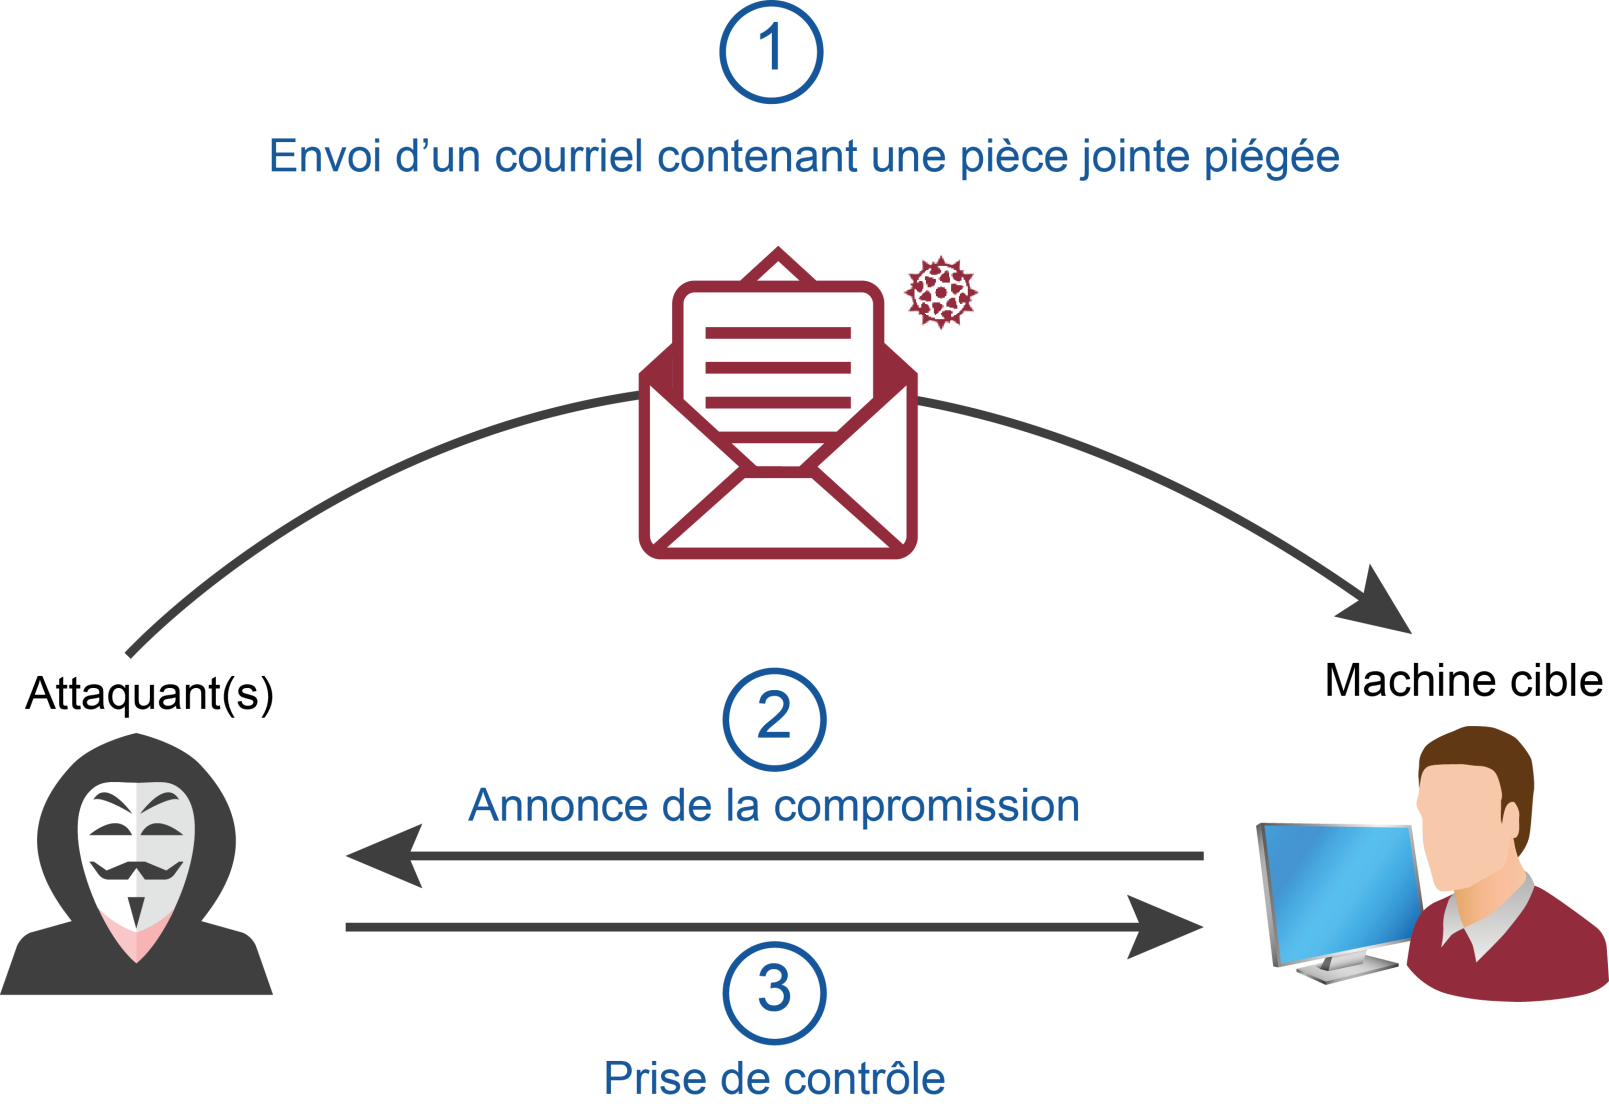 1
Envoi d’un courriel contenant une pièce jointe piégée
Attaquant(s)
Machine cible
2
Annonce de la compromission
3
Prise de contrôle